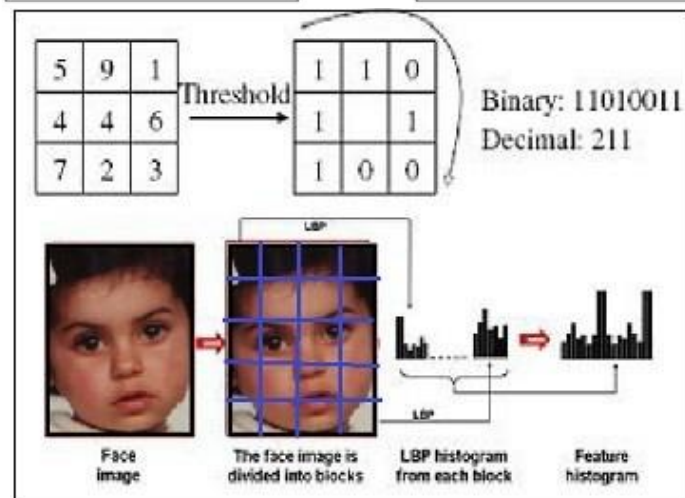 5 9 1
4 4 6
7 2 3
Threshold
1 1 0
1 1
1 0 0
Binary: 11010011
Decimal: 211
LBP
LBP
Face
image
The face image is
divided into blocks
LBP histogram
from each block
Feature
histogram